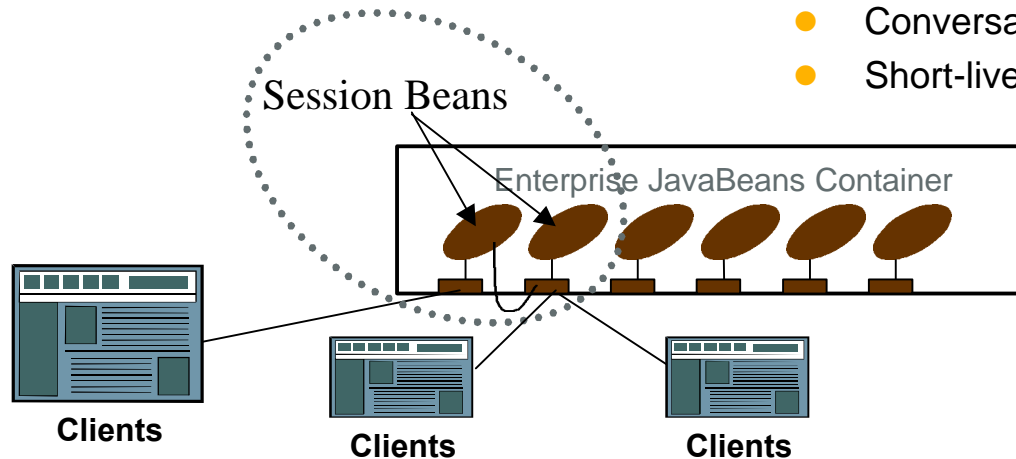 Session Beans
Enterprise JavaBeans Container
Clients
Clients
Clients